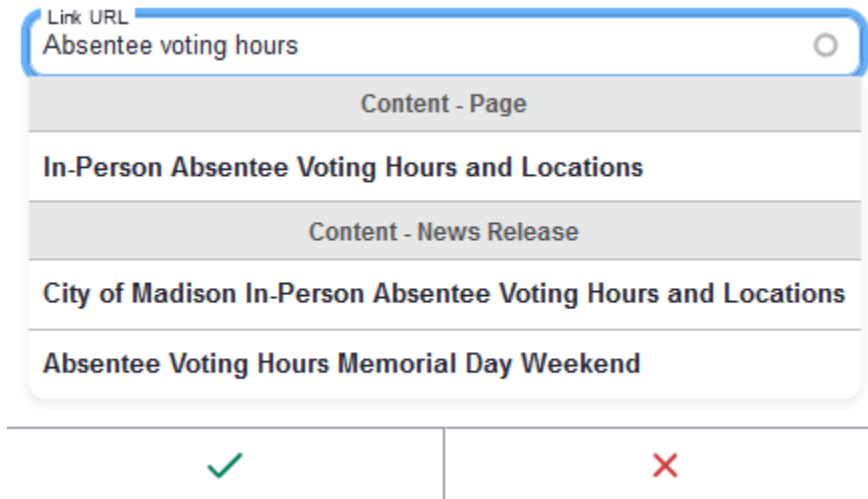 Link URL
Absentee voting hours
Content - Page
In-Person Absentee Voting Hours and Locations
Content - News Release
City of Madison In-Person Absentee Voting Hours and Locations
Absentee Voting Hours Memorial Day Weekend